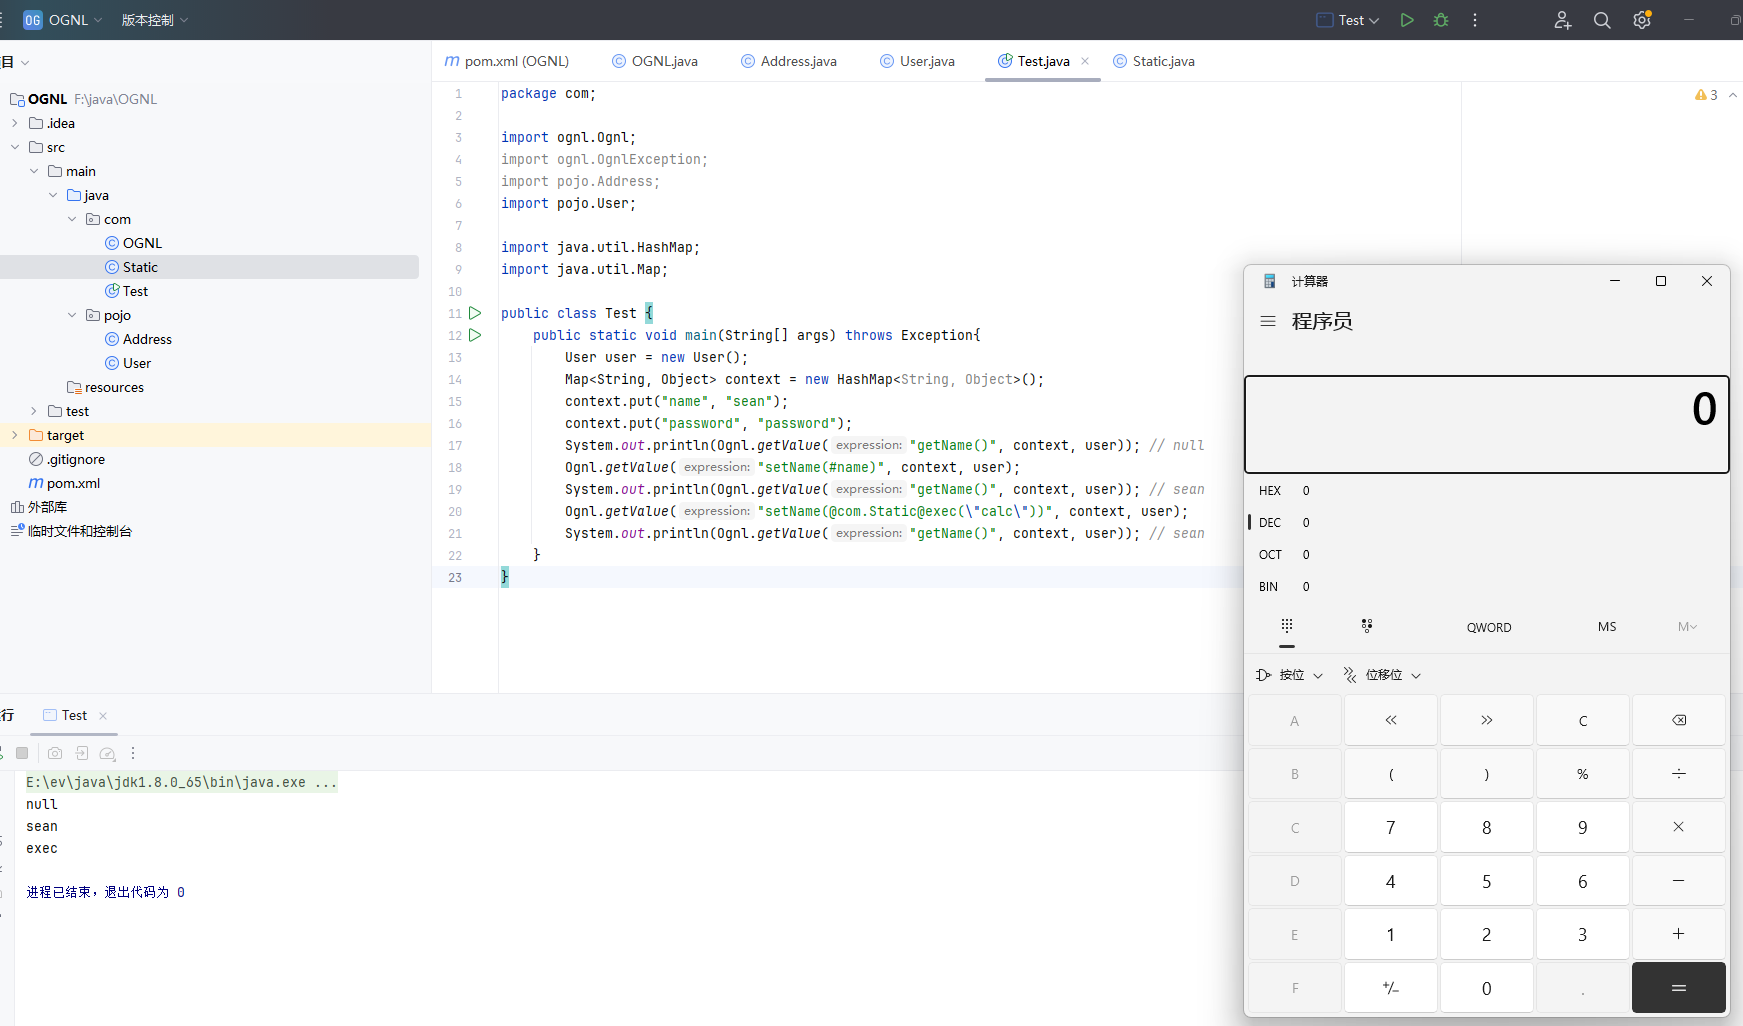 OG OGNL 版本控制 Test
目
pom.xml (OGNL) OGNL.java Address.java User.java Test.java Static.java
OGNL F:\java\OGNL
.idea
src
main
java
com
OGNL
Static
Test
pojo
Address
User
resources
test
target
.gitignore
pom.xml
外部库
临时文件和控制台
3
1 package com;
2
3 import ognl.Ognl;
4 import ognl.OgnlException;
5 import pojo.Address;
6 import pojo.User;
7
8 import java.util.HashMap;
9 import java.util.Map;
10
11 public class Test {
12 public static void main(String[] args) throws Exception{
13 User user = new User();
14 Map<String, Object> context = new HashMap<String, Object>();
15 context.put("name", "sean");
16 context.put("password", "password");
17 System.out.println(Ognl.getValue( expression: "getName()", context, user)); // null
18 Ognl.getValue( expression: "setName(#name)", context, user);
19 System.out.println(Ognl.getValue( expression: "getName()", context, user)); // sean
20 Ognl.getValue( expression: "setName(@com.Static@exec(\"calc\"))", context, user);
21 System.out.println(Ognl.getValue( expression: "getName()", context, user)); // sean
22 }
23 }
行 Test
E:\ev\java\jdk1.8.0_65\bin\java.exe ...
null
sean
exec
进程已结束，退出代码为 0
计算器
程序员
0
HEX 0
DEC 0
OCT 0
BIN 0
QWORD MS M
按位 位移位
A « » C
B ( ) % ÷
C 7 8 9 ×
D 4 5 6 −
E 1 2 3 +
F +/− 0 . =